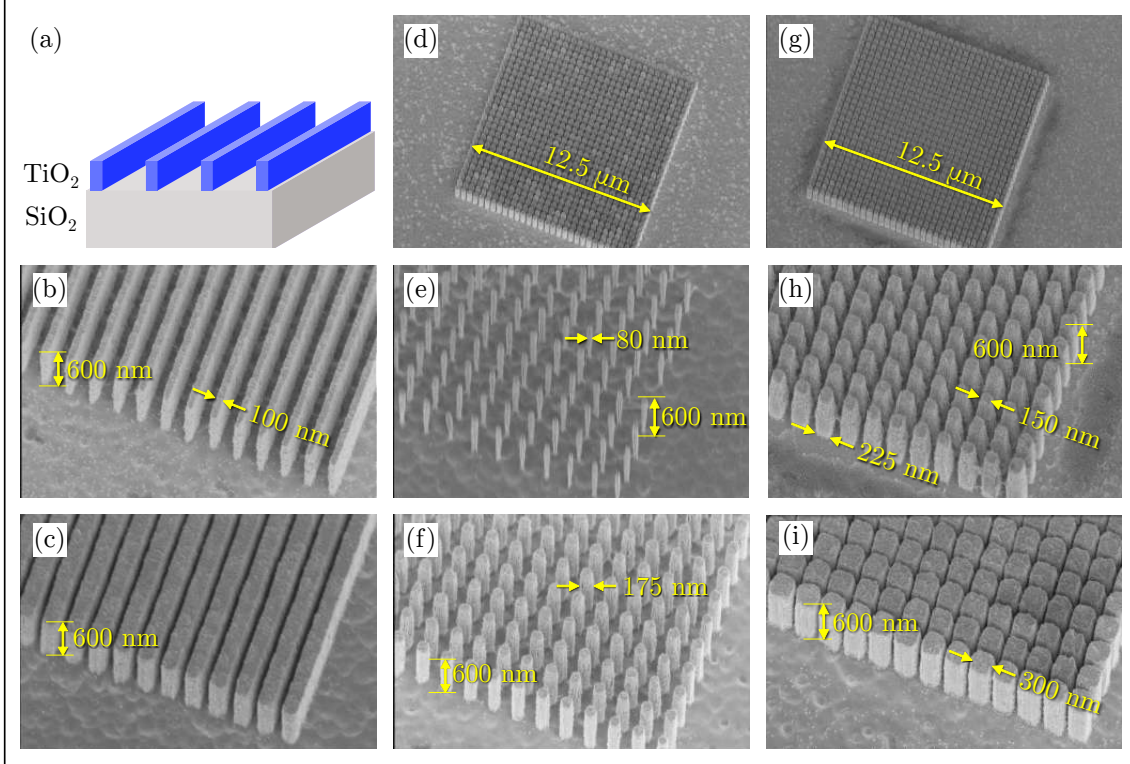 (a)
TiO₂
SiO₂
(b)
600 nm
100 nm
(c)
600 nm
(d)
12.5 μm
(e)
80 nm
600 nm
(f)
175 nm
600 nm
(g)
12.5 μm
(h)
600 nm
150 nm
225 nm
(i)
600 nm
300 nm